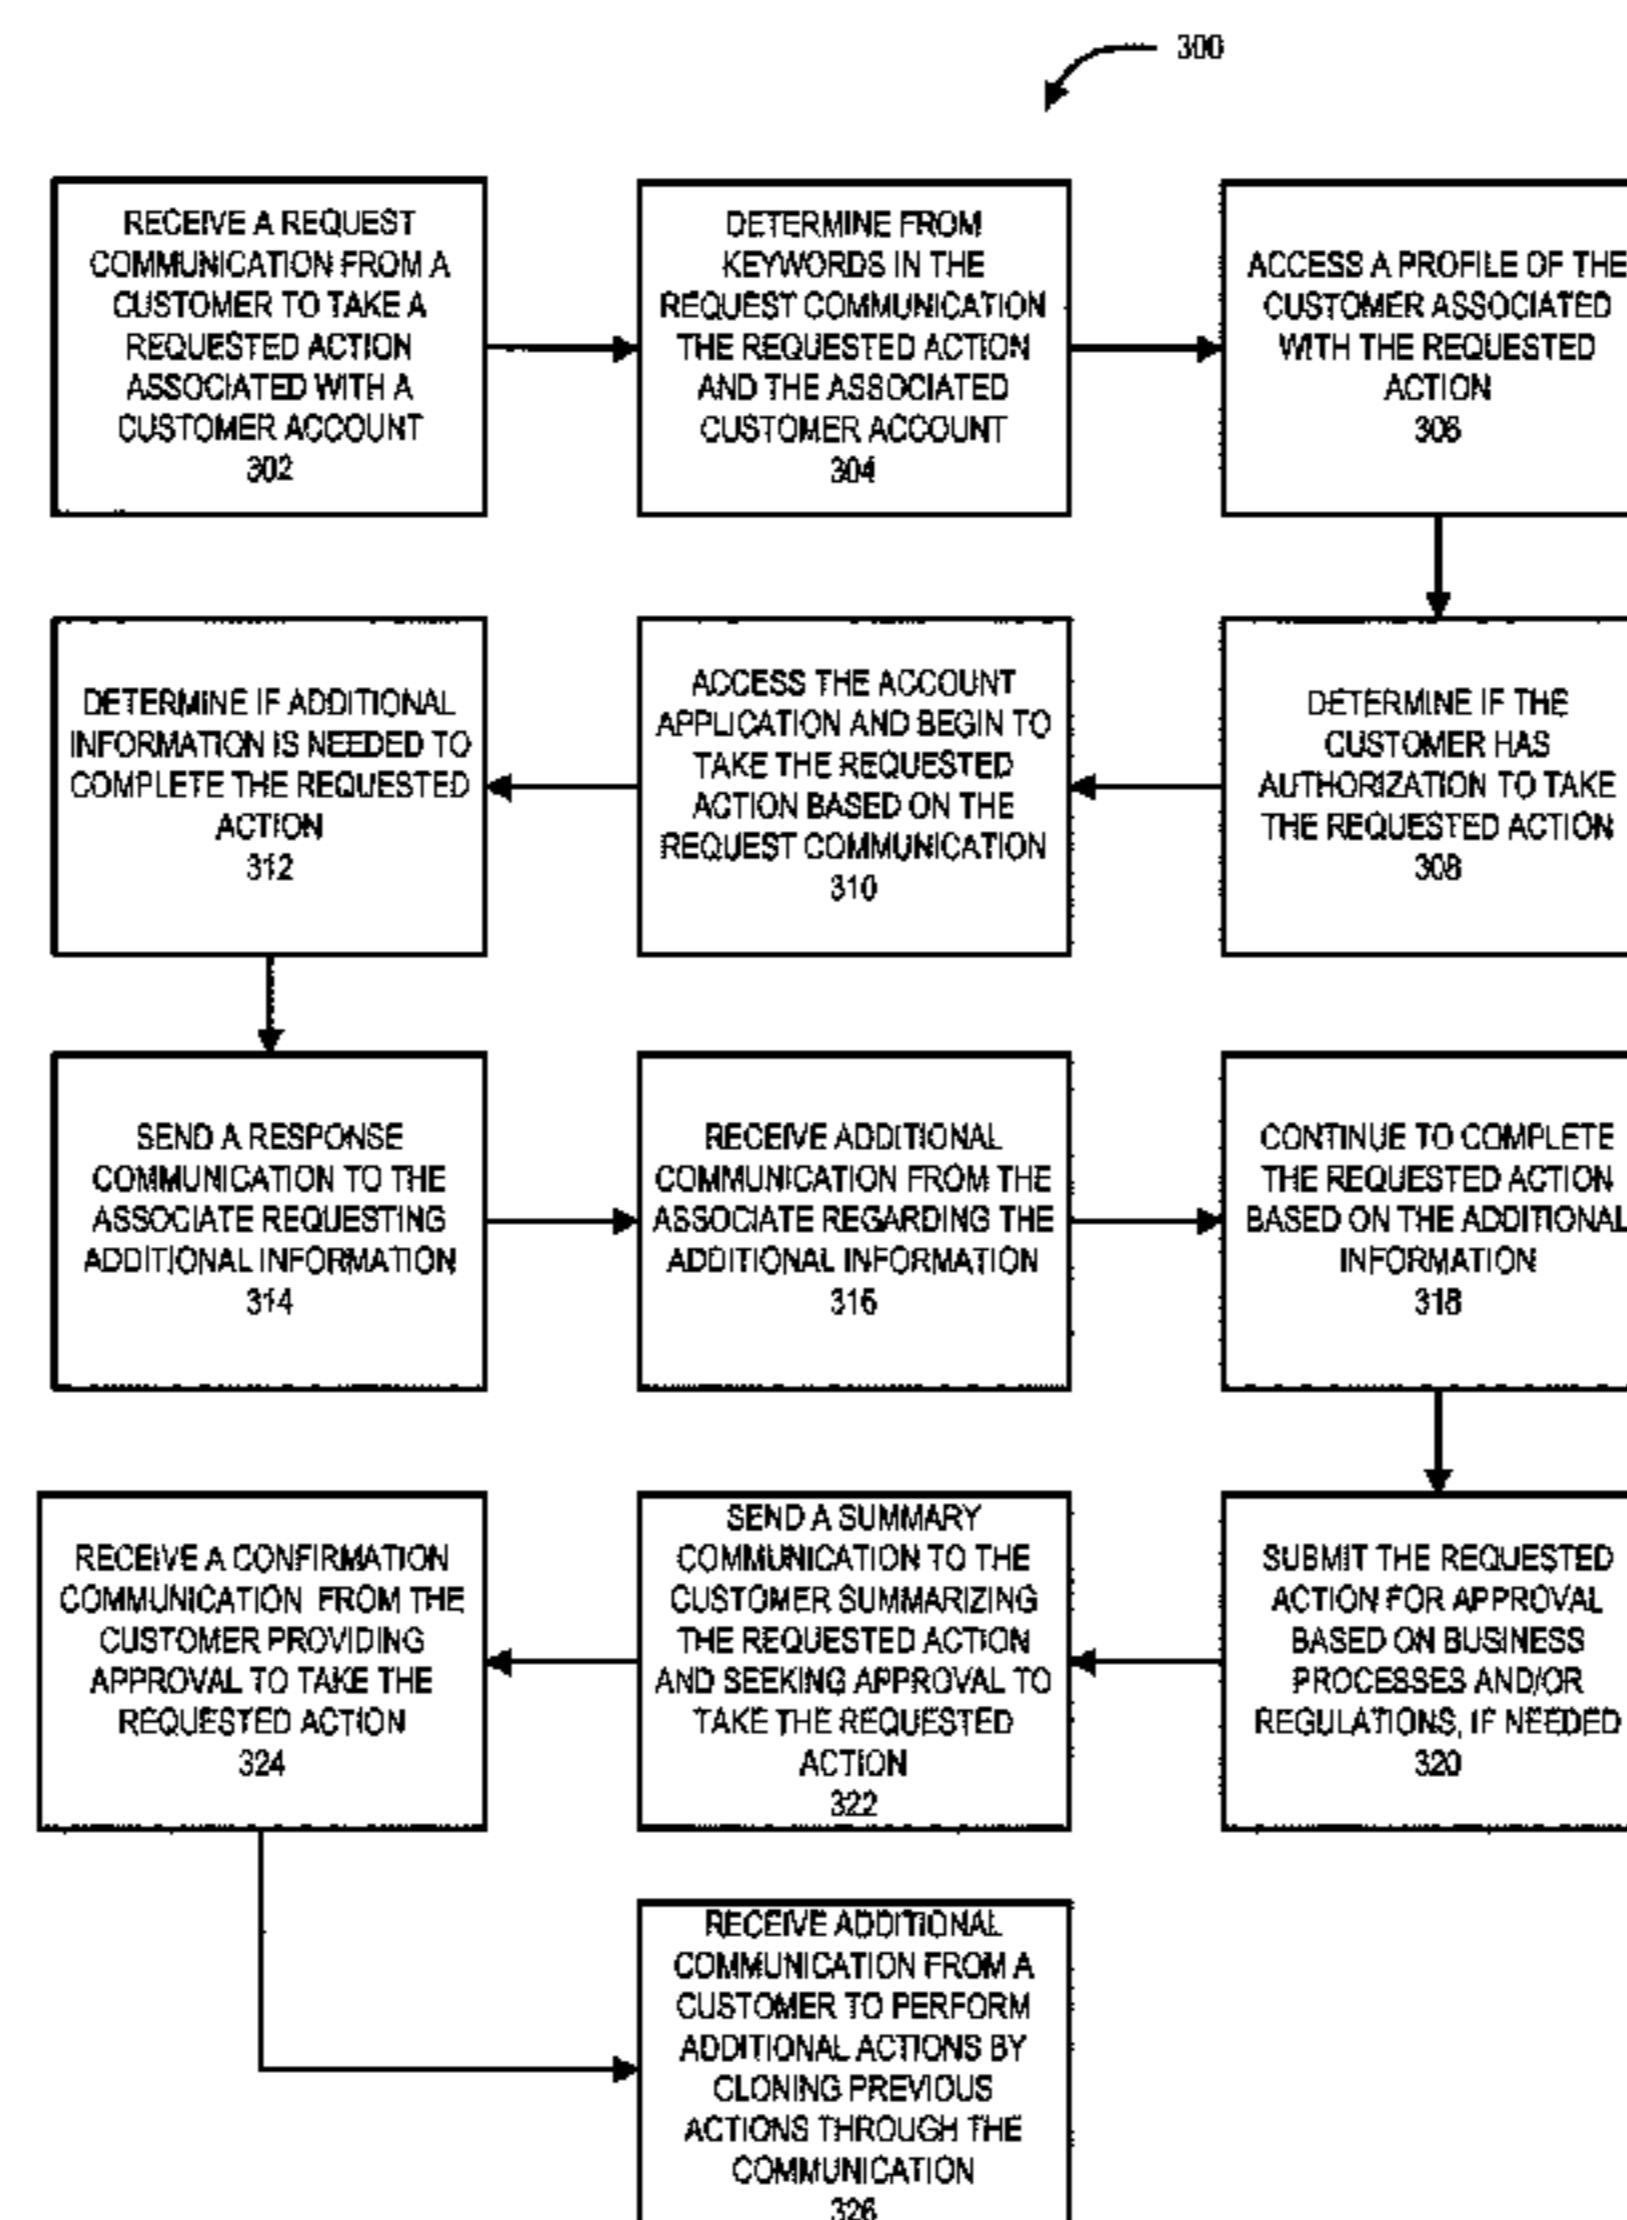 300
RECEIVE A REQUEST
COMMUNICATION FROM A
CUSTOMER TO TAKE A
REQUESTED ACTION
ASSOCIATED WITH A
CUSTOMER ACCOUNT
302
DETERMINE FROM
KEYWORDS IN THE
REQUEST COMMUNICATION
THE REQUESTED ACTION
AND THE ASSOCIATED
CUSTOMER ACCOUNT
304
ACCESS A PROFILE OF THE
CUSTOMER ASSOCIATED
WITH THE REQUESTED
ACTION
306
DETERMINE IF THE
CUSTOMER HAS
AUTHORIZATION TO TAKE
THE REQUESTED ACTION
308
ACCESS THE ACCOUNT
APPLICATION AND BEGIN TO
TAKE THE REQUESTED
ACTION BASED ON THE
REQUEST COMMUNICATION
310
DETERMINE IF ADDITIONAL
INFORMATION IS NEEDED TO
COMPLETE THE REQUESTED
ACTION
312
SEND A RESPONSE
COMMUNICATION TO THE
ASSOCIATE REQUESTING
ADDITIONAL INFORMATION
314
RECEIVE ADDITIONAL
COMMUNICATION FROM THE
ASSOCIATE REGARDING THE
ADDITIONAL INFORMATION
316
CONTINUE TO COMPLETE
THE REQUESTED ACTION
BASED ON THE ADDITIONAL
INFORMATION
318
SUBMIT THE REQUESTED
ACTION FOR APPROVAL
BASED ON BUSINESS
PROCESSES AND/OR
REGULATIONS, IF NEEDED
320
SEND A SUMMARY
COMMUNICATION TO THE
CUSTOMER SUMMARIZING
THE REQUESTED ACTION
AND SEEKING APPROVAL TO
TAKE THE REQUESTED
ACTION
322
RECEIVE A CONFIRMATION
COMMUNICATION FROM THE
CUSTOMER PROVIDING
APPROVAL TO TAKE THE
REQUESTED ACTION
324
RECEIVE ADDITIONAL
COMMUNICATION FROM A
CUSTOMER TO PERFORM
ADDITIONAL ACTIONS BY
CLONING PREVIOUS
ACTIONS THROUGH THE
COMMUNICATION
326